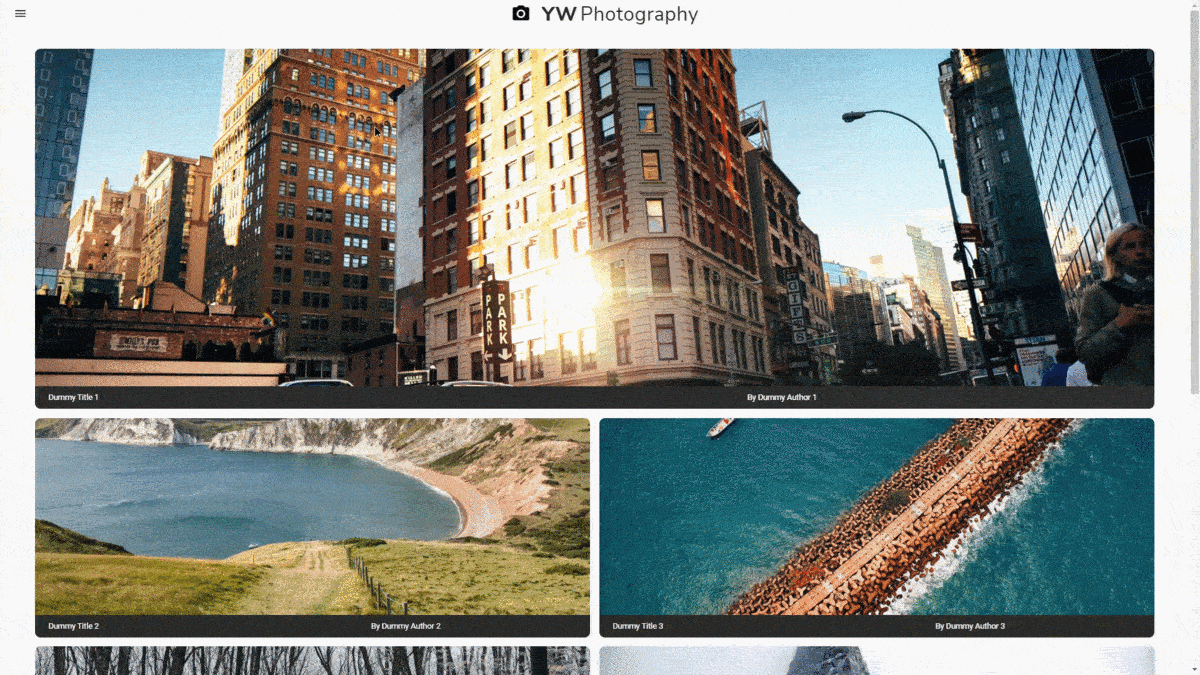 YW Photography
PARK
PARK
Dummy Title 1
By Dummy Author 1
Dummy Title 2
By Dummy Author 2
Dummy Title 3
By Dummy Author 3